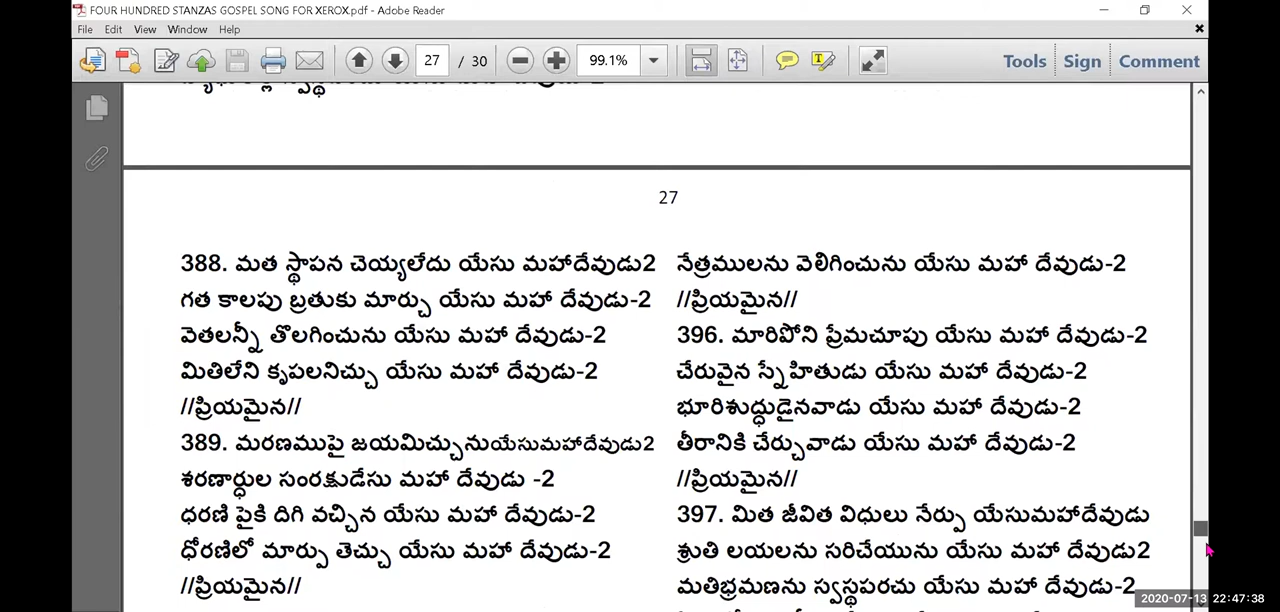 FOUR HUNDRED STANZAS GOSPEL SONG FOR XEROX.pdf - Adobe Reader
File Edit View Window Help
27 / 30 99.1% Tools Sign Comment
27
388. మత స్థాపన చెయ్యలేదు యేసు మహాదేవుడు2
గత కాలపు బ్రతుకు మార్చు యేసు మహా దేవుడు-2
వెతలన్నీ తొలగించును యేసు మహా దేవుడు-2
మితిలేని కృపలనిచ్చు యేసు మహా దేవుడు-2
//ప్రియమైన//
389. మరణముపై జయమిచ్చునుయేసుమహాదేవుడు2
శరణార్థుల సంరక్షుడేసు మహా దేవుడు -2
ధరణి పైకి దిగి వచ్చిన యేసు మహా దేవుడు-2
ధోరణిలో మార్పు తెచ్చు యేసు మహా దేవుడు-2
//ప్రియమైన//
నేత్రములను వెలిగించును యేసు మహా దేవుడు-2
//ప్రియమైన//
396. మారిపోని ప్రేమచూపు యేసు మహా దేవుడు-2
చేరువైన స్నేహితుడు యేసు మహా దేవుడు-2
భూరిశుద్ధుడైనవాడు యేసు మహా దేవుడు-2
తీరానికి చేర్చువాడు యేసు మహా దేవుడు-2
//ప్రియమైన//
397. మిత జీవిత విధులు నేర్పు యేసుమహాదేవుడు
శ్రుతి లయలను సరిచేయును యేసు మహా దేవుడు2
మతిభ్రమణను స్వస్థపరచు యేసు మహా దేవుడు-2
2020-07-13 22:47:38